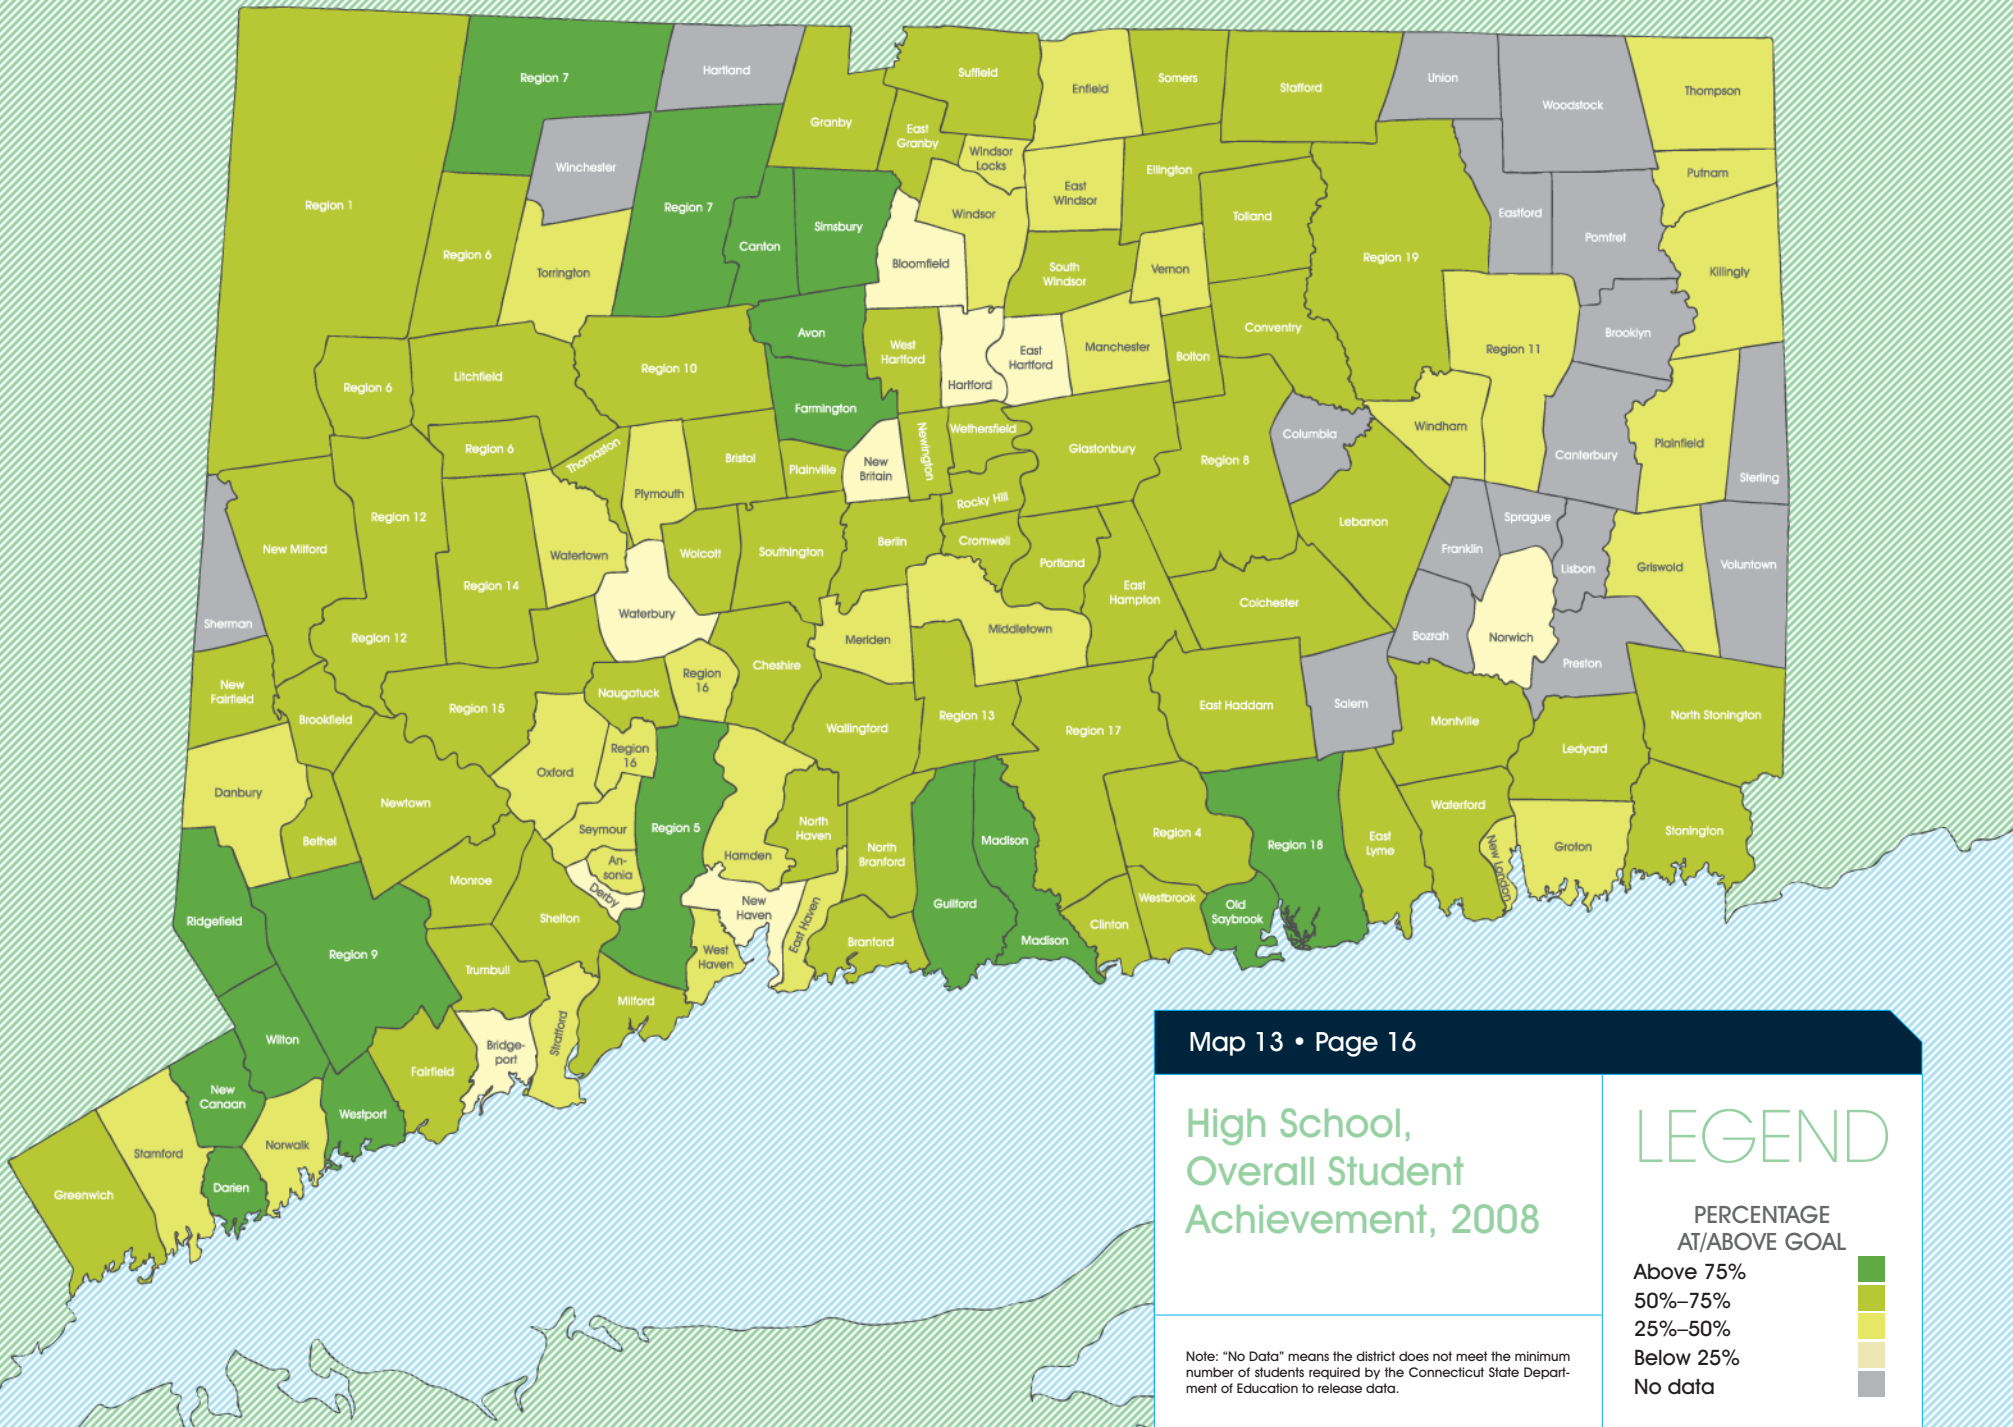 Region 7
Hartland
Suffield
Enfield
Somers
Stafford
Union
Woodstock
Thompson
Granby
East
Granby
Windsor
Locks
Winchester
Ellington
Putnam
Region 1
Region 7
Canton
Simsbury
Windsor
East
Windsor
Tolland
Eastford
Pomfret
Region 6
Torrington
Bloomfield
South
Windsor
Vernon
Region 19
Killingly
Avon
West
Hartford
Hartford
East
Hartford
Manchester
Bolton
Conventry
Region 11
Brooklyn
Region 6
Litchfield
Region 10
Farmington
Region 6
Thomaston
Plymouth
Bristol
Plainville
New
Britain
Newington
Wethersfield
Glastonbury
Region 8
Columbia
Windham
Canterbury
Plainfield
Sterling
Rocky Hill
Region 12
New Milford
Region 14
Watertown
Wolcott
Southington
Berlin
Cromwell
Portland
East
Hampton
Lebanon
Franklin
Sprague
Lisbon
Griswold
Voluntown
Sherman
Region 12
Waterbury
Meriden
Middletown
Colchester
Bozrah
Norwich
Preston
New
Fairfield
Brookfield
Region 15
Naugatuck
Region
16
Cheshire
Wallingford
Region 13
Region 17
East Haddam
Salem
Montville
Ledyard
North Stonington
Danbury
Bethel
Newtown
Oxford
Region
16
Seymour
An-
sonia
Derby
Region 5
Hamden
North
Haven
North
Branford
Guilford
Madison
Madison
Region 4
Region 18
East
Lyme
Waterford
New London
Groton
Stonington
Ridgefield
Region 9
Monroe
Shelton
Trumbull
New
Haven
West
Haven
East Haven
Branford
Clinton
Westbrook
Old
Saybrook
Wilton
Milford
Stratford
Bridge-
port
Fairfield
New
Canaan
Westport
Norwalk
Stamford
Darien
Greenwich
Map 13 • Page 16
High School,
Overall Student
Achievement, 2008
Note: “No Data” means the district does not meet the minimum
number of students required by the Connecticut State Depart-
ment of Education to release data.
LEGEND
PERCENTAGE
AT/ABOVE GOAL
Above 75%
50%–75%
25%–50%
Below 25%
No data